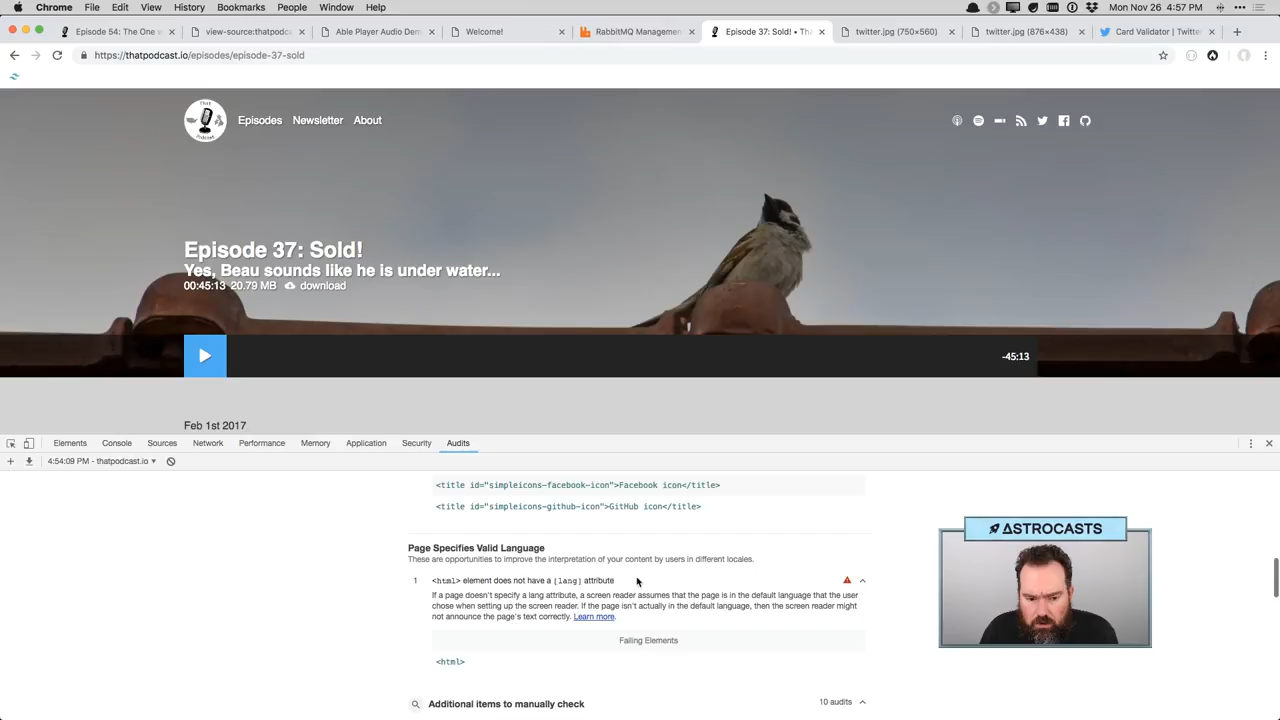 Chrome File Edit View History Bookmarks People Window Help Mon Nov 26 4:57 PM
Episode 54: The One w
view-source:thatpodca
Able Player Audio Dem
Welcome!
RabbitMQ Management
Episode 37: Sold! • Tha
twitter.jpg (750×560)
twitter.jpg (876×438)
Card Validator | Twitte
https://thatpodcast.io/episodes/episode-37-sold
That
Podcast
Episodes Newsletter About
Episode 37: Sold!
Yes, Beau sounds like he is under water...
00:45:13 20.79 MB download
-45:13
Feb 1st 2017
Elements Console Sources Network Performance Memory Application Security Audits
4:54:09 PM - thatpodcast.io
<title id="simpleicons-facebook-icon">Facebook icon</title>
<title id="simpleicons-github-icon">GitHub icon</title>
Page Specifies Valid Language
These are opportunities to improve the interpretation of your content by users in different locales.
1 <html> element does not have a [lang] attribute
If a page doesn't specify a lang attribute, a screen reader assumes that the page is in the default language that the user
chose when setting up the screen reader. If the page isn't actually in the default language, then the screen reader might
not announce the page's text correctly. Learn more.
Failing Elements
<html>
Additional items to manually check 10 audits
ASTROCASTS